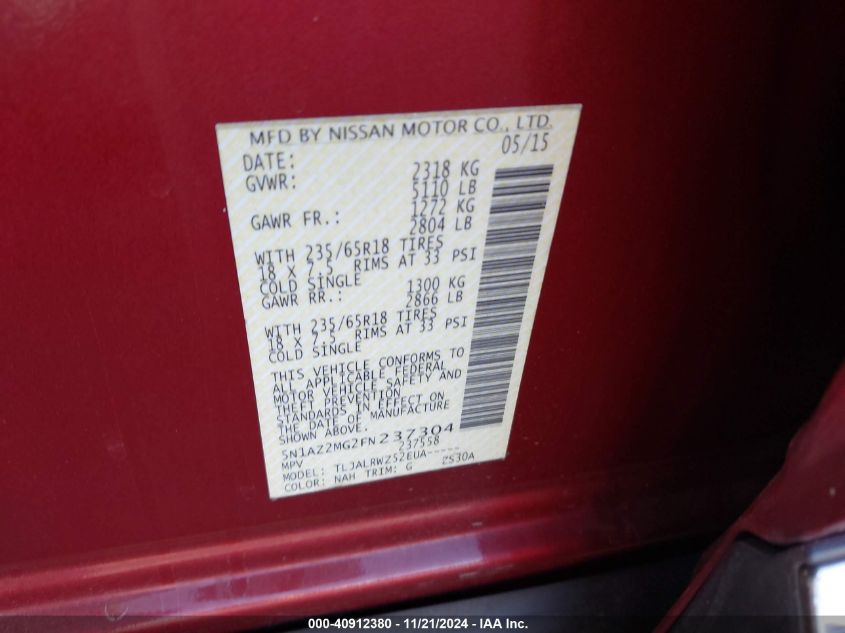 MFD BY NISSAN MOTOR CO., LTD.
DATE: 05/15
GVWR: 2318 KG
5110 LB
GAWR FR.: 1272 KG
2804 LB
WITH 235/65R18 TIRES
18 X 7.5 RIMS AT 33 PSI
COLD SINGLE
GAWR RR.: 1300 KG
2866 LB
WITH 235/65R18 TIRES
18 X 7.5 RIMS AT 33 PSI
COLD SINGLE
THIS VEHICLE CONFORMS TO
ALL APPLICABLE FEDERAL
MOTOR VEHICLE SAFETY AND
THEFT PREVENTION
STANDARDS IN EFFECT ON
THE DATE OF MANUFACTURE
SHOWN ABOVE
5N1AZ2MG2FN237304
MPV 237558
MODEL: TLJALRWZ52EUA-----
COLOR: NAH TRIM: G ZS30A
000-40912380 - 11/21/2024 - IAA Inc.